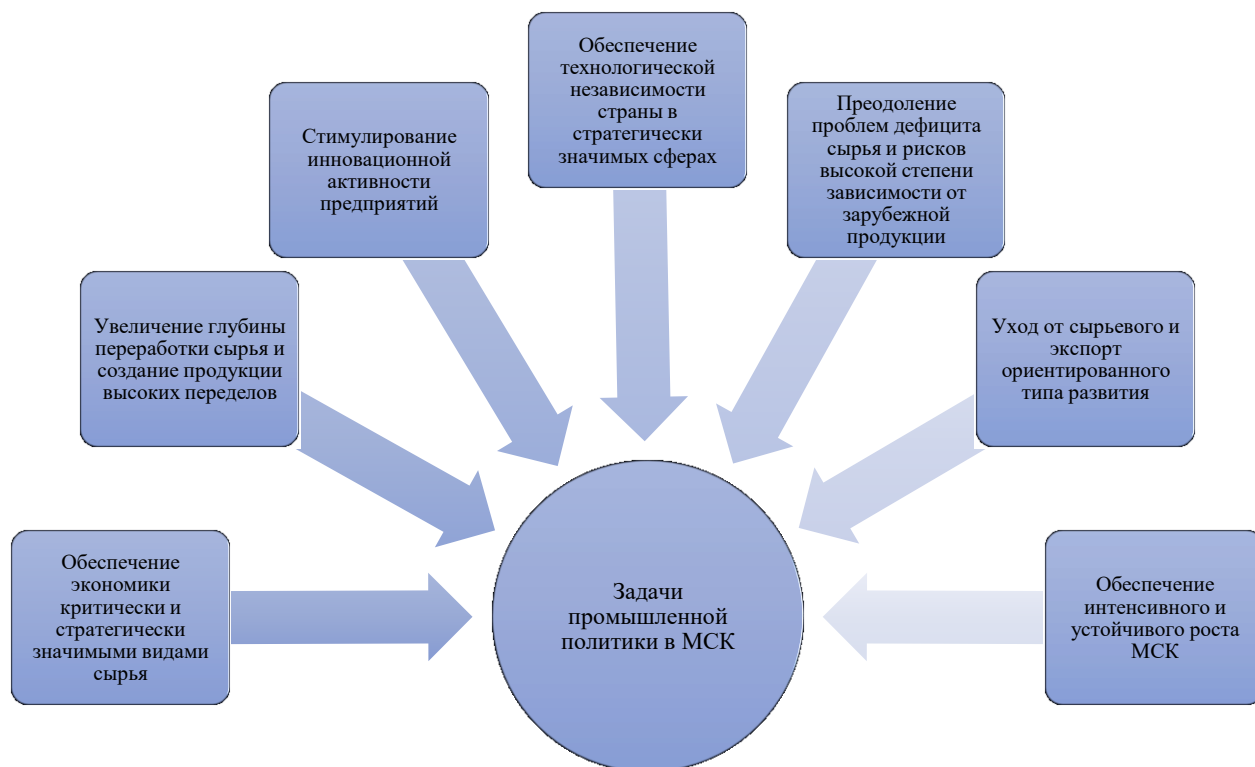 Обеспечение
технологической
независимости
страны в
стратегически
значимых сферах
Стимулирование
инновационной
активности
предприятий
Преодоление
проблем дефицита
сырья и рисков
высокой степени
зависимости от
зарубежной
продукции
Увеличение глубины
переработки сырья и
создание продукции
высоких переделов
Уход от сырьевого и
экспорт
ориентированного
типа развития
Обеспечение
экономики
критически и
стратегически
значимыми видами
сырья
Задачи
промышленной
политики в МСК
Обеспечение
интенсивного и
устойчивого роста
МСК